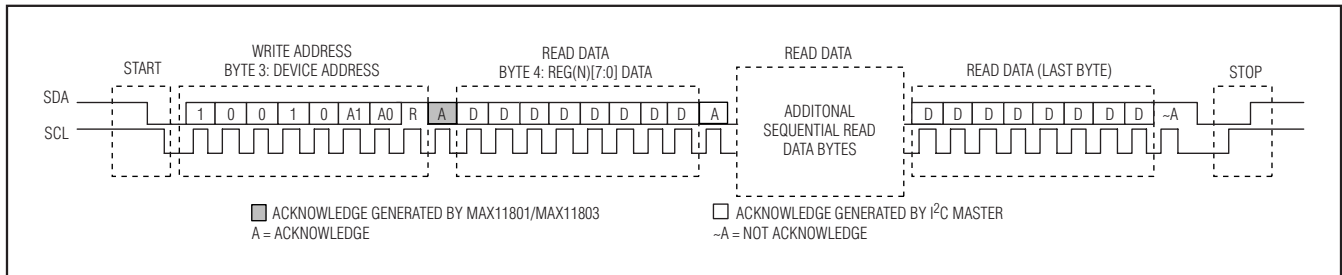 START
WRITE ADDRESS
BYTE 3: DEVICE ADDRESS
READ DATA
BYTE 4: REG(N)[7:0] DATA
READ DATA
READ DATA (LAST BYTE)
STOP
SDA
1 0 0 1 0 A1 A0 R A D D D D D D D D A
ADDITONAL
SEQUENTIAL READ
DATA BYTES
D D D D D D D D ~A
SCL
ACKNOWLEDGE GENERATED BY MAX11801/MAX11803
A = ACKNOWLEDGE
ACKNOWLEDGE GENERATED BY I²C MASTER
~A = NOT ACKNOWLEDGE